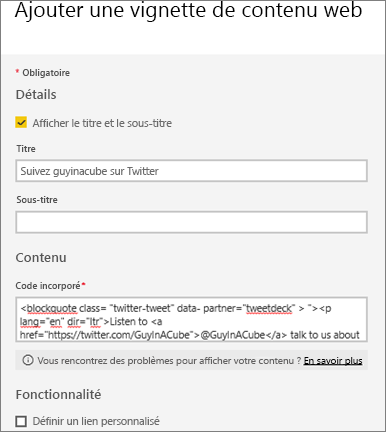 Ajouter une vignette de contenu web
* Obligatoire
Détails
Afficher le titre et le sous-titre
Titre
Suivez guyinacube sur Twitter
Sous-titre
Contenu
Code incorporé*
<blockquote class= "twitter-tweet" data- partner="tweetdeck" > "><p
lang="en" dir="ltr">Listen to <a
href="https://twitter.com/GuyInACube">@GuyInACube</a> talk to us about
Vous rencontrez des problèmes pour afficher votre contenu ? En savoir plus
Fonctionnalité
Définir un lien personnalisé